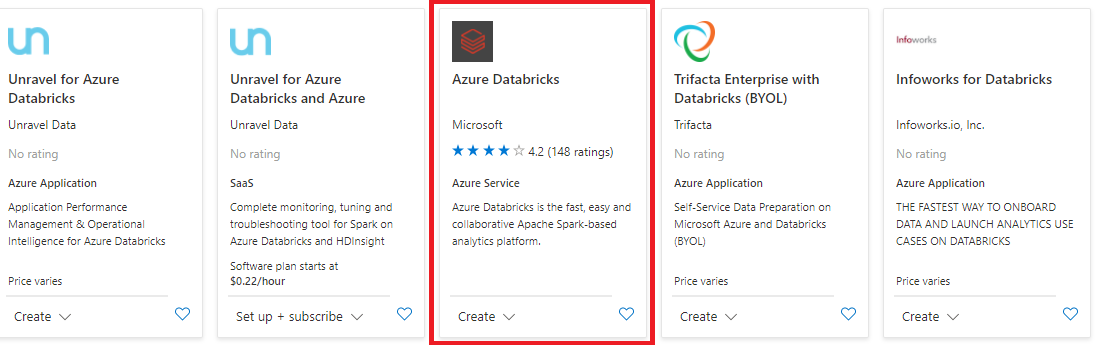 un
Unravel for Azure
Databricks
Unravel Data
No rating
Azure Application
Application Performance
Management & Operational
Intelligence for Azure Databricks
Price varies
Create
un
Unravel for Azure
Databricks and Azure
Unravel Data
No rating
SaaS
Complete monitoring, tuning and
troubleshooting tool for Spark on
Azure Databricks and HDInsight
Software plan starts at
$0.22/hour
Set up + subscribe
Azure Databricks
Microsoft
4.2 (148 ratings)
Azure Service
Azure Databricks is the fast, easy and
collaborative Apache Spark-based
analytics platform.
Create
Trifacta Enterprise with
Databricks (BYOL)
Trifacta
No rating
Azure Application
Self-Service Data Preparation on
Microsoft Azure and Databricks
(BYOL)
Price varies
Create
Infoworks
Infoworks for Databricks
Infoworks.io, Inc.
No rating
Azure Application
THE FASTEST WAY TO ONBOARD
DATA AND LAUNCH ANALYTICS USE
CASES ON DATABRICKS
Price varies
Create